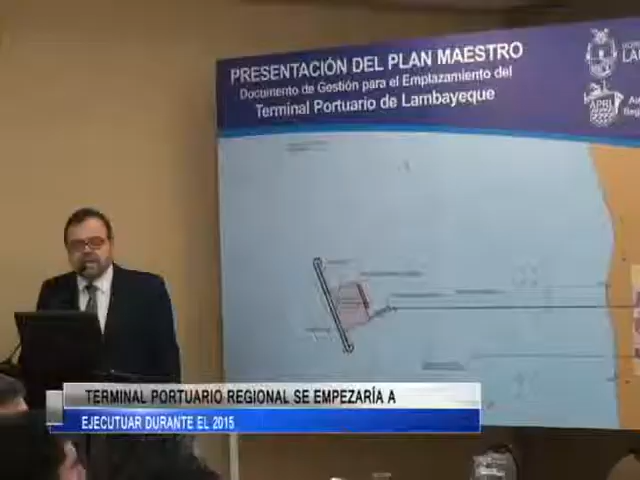 PRESENTACIÓN DEL PLAN MAESTRO
Documento de Gestión para el Emplazamiento del
Terminal Portuario de Lambayeque
APRL
TERMINAL PORTUARIO REGIONAL SE EMPEZARÍA A
EJECUTUAR DURANTE EL 2015